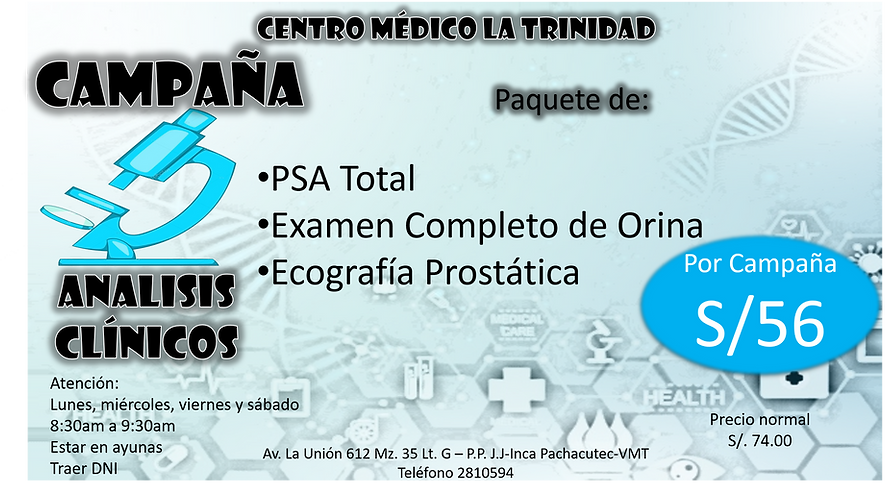 CENTRO MÉDICO LA TRINIDAD
CAMPAÑA
Paquete de:
•PSA Total
•Examen Completo de Orina
•Ecografía Prostática
Por Campaña
S/56
ANALISIS
CLÍNICOS
MEDICAL
CARE
HEALTH
HEALTH
Atención:
Lunes, miércoles, viernes y sábado
8:30am a 9:30am
Estar en ayunas
Traer DNI
Precio normal
S/. 74.00
Av. La Unión 612 Mz. 35 Lt. G – P.P. J.J-Inca Pachacutec-VMT
Teléfono 2810594